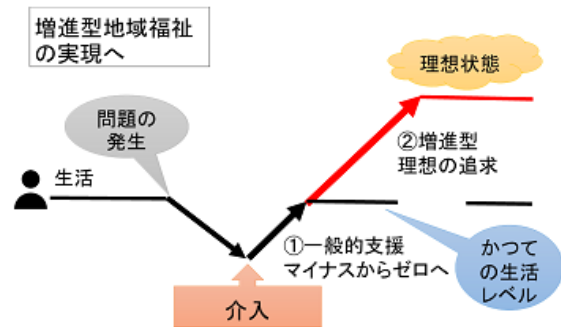 増進型地域福祉
の実現へ
理想状態
問題の
発生
生活
②増進型
理想の追求
①一般的支援
マイナスからゼロへ
かつて
の生活
レベル
介入